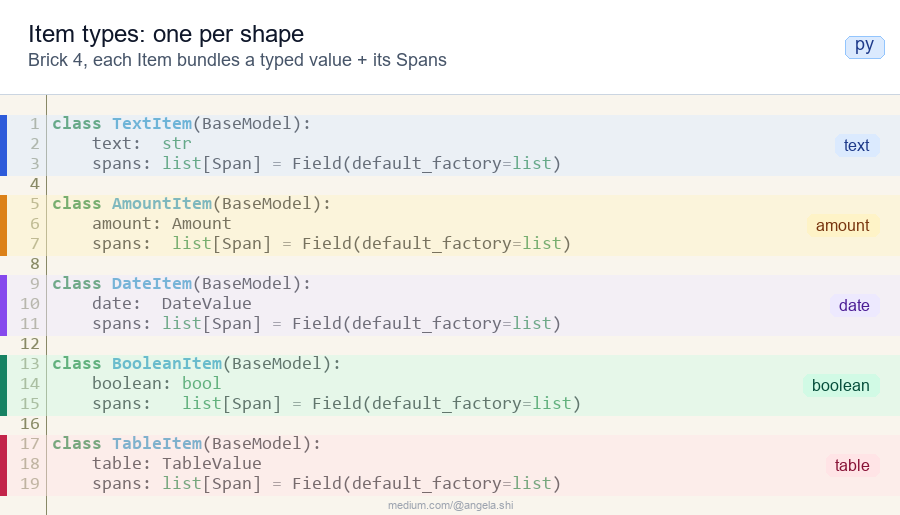 Item types: one per shape
Brick 4, each Item bundles a typed value + its Spans
py
1 class TextItem(BaseModel):
2     text:  str
text
3     spans: list[Span] = Field(default_factory=list)
4
5 class AmountItem(BaseModel):
6     amount: Amount
amount
7     spans:  list[Span] = Field(default_factory=list)
8
9 class DateItem(BaseModel):
10     date:  DateValue
date
11     spans: list[Span] = Field(default_factory=list)
12
13 class BooleanItem(BaseModel):
14     boolean: bool
boolean
15     spans:   list[Span] = Field(default_factory=list)
16
17 class TableItem(BaseModel):
18     table: TableValue
table
19     spans: list[Span] = Field(default_factory=list)
medium.com/@angela.shi